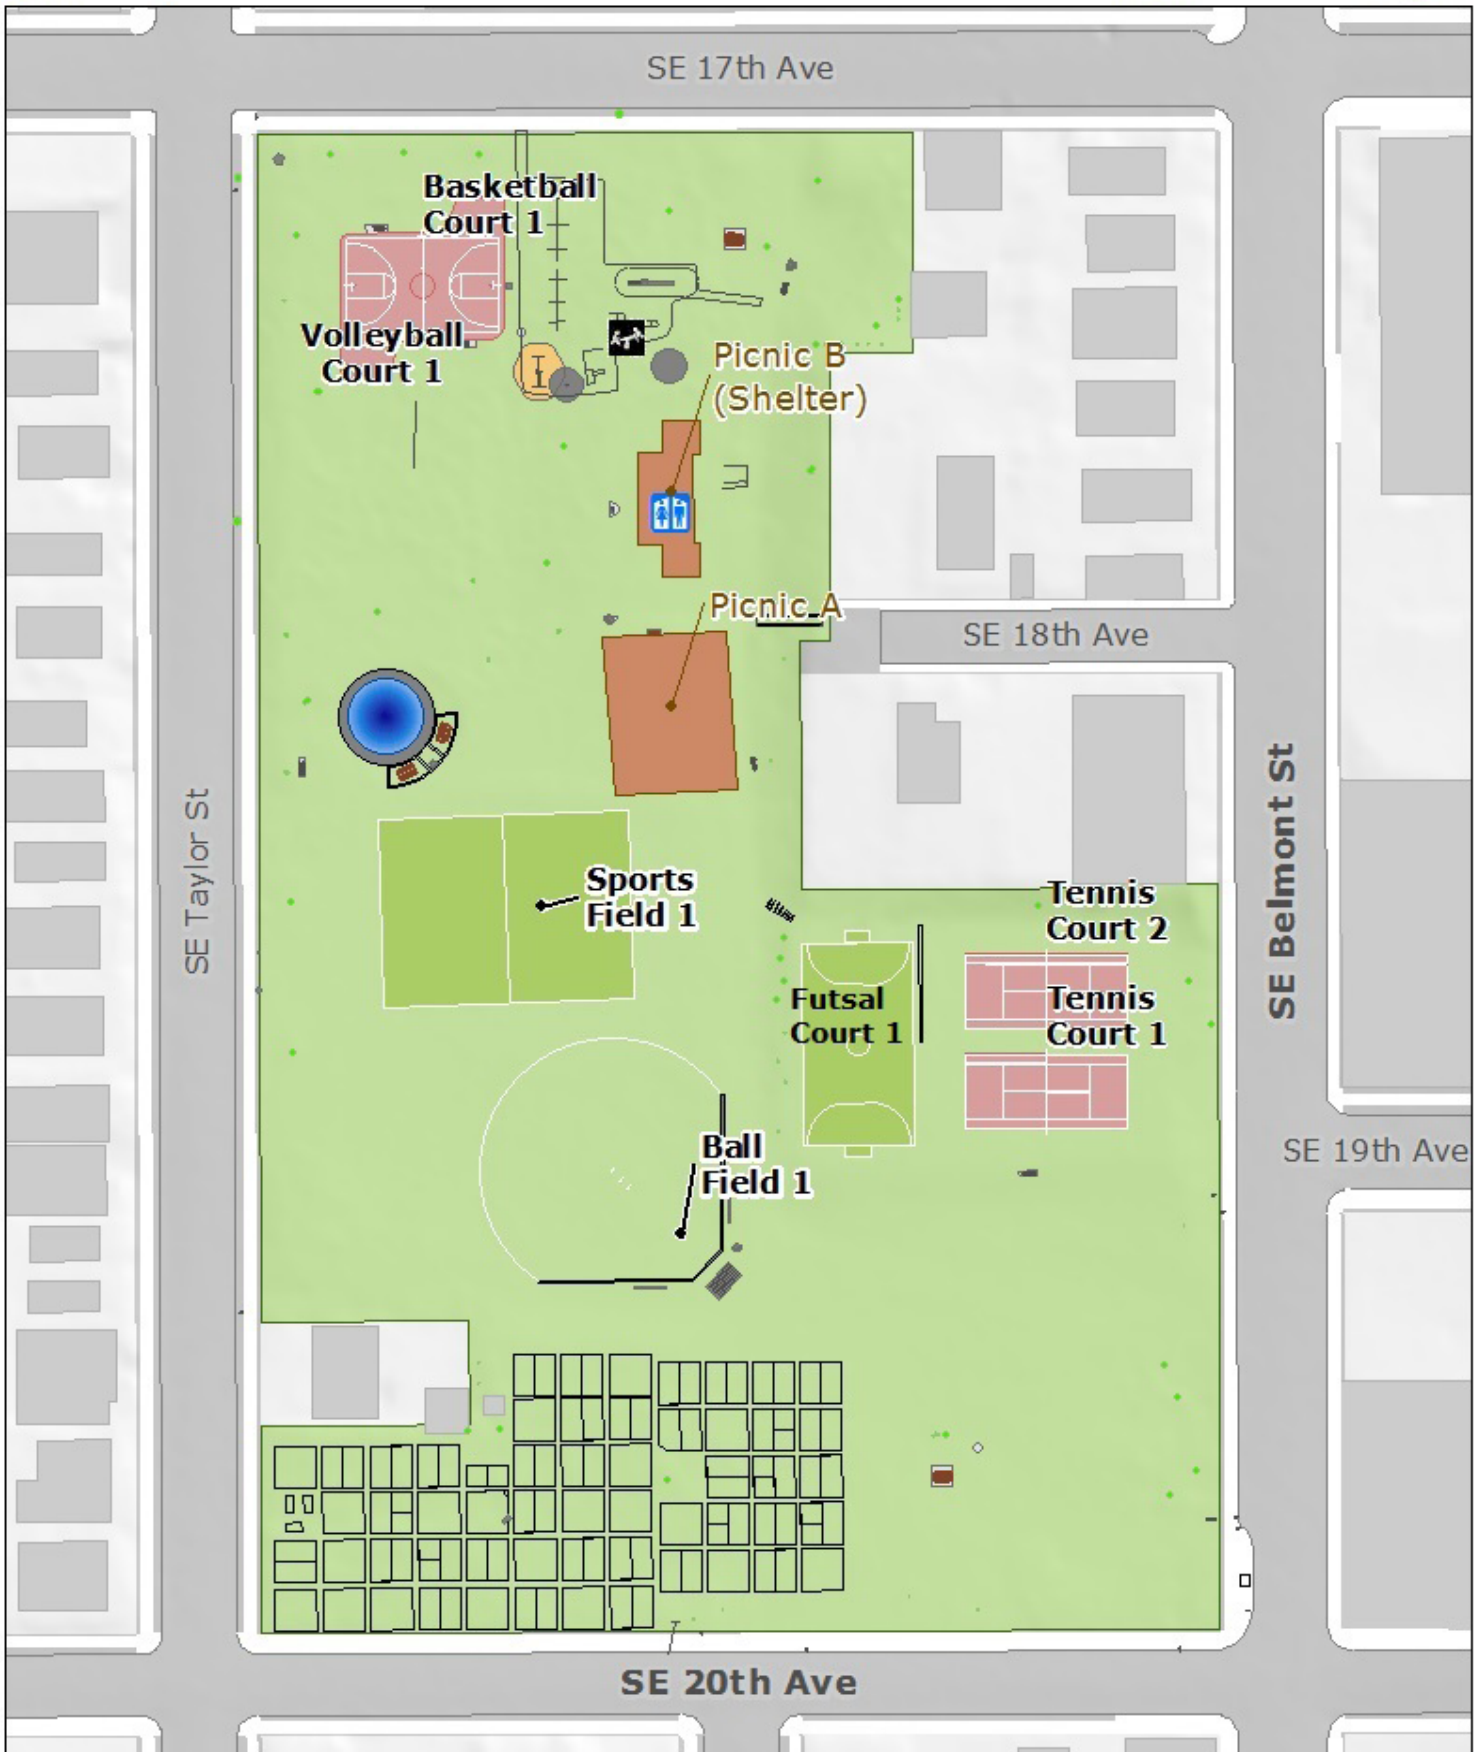 SE 17th Ave
Basketball
Court 1
Volleyball
Court 1
Picnic B
(Shelter)
Picnic A
SE 18th Ave
SE Taylor St
SE Belmont St
Sports
Field 1
Tennis
Court 2
Futsal
Court 1
Tennis
Court 1
Ball
Field 1
SE 19th Ave
SE 20th Ave